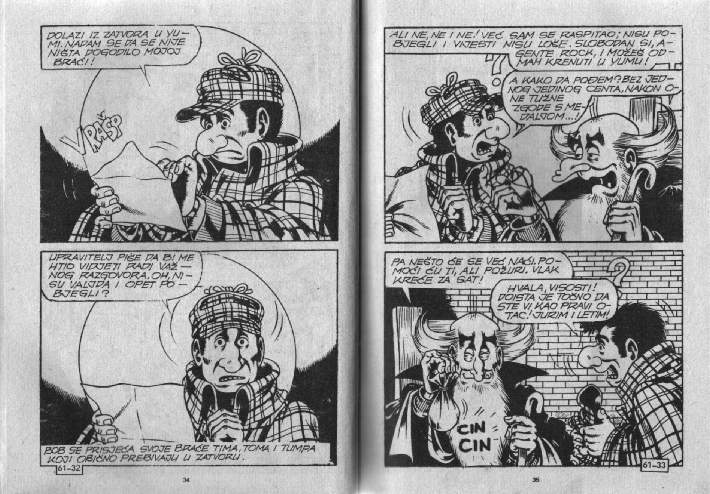 DOLAZI IZ ZATVORA U YU-
MI. NADAM SE DA SE NIJE
NIŠTA DOGODILO MOJOJ
BRAĆI!
VRAŠP
UPRAVITELJ PIŠE DA BI ME
HTIO VIDJETI RADI VAŽ-
NOG RAZGOVORA. OH, NI-
SU VALJDA I OPET PO-
BJEGLI?
BOB SE PRISJEĆA SVOJE BRAĆE TIMA, TOMA I TUMPA
KOJI OBIČNO PREBIVAJU U ZATVORU.
61-32
34
ALI NE, NE I NE! VEĆ SAM SE RASPITAO; NISU PO-
BJEGLI I VIJESTI NISU LOŠE. SLOBODAN SI, A-
GENTE ROCK, I MOŽEŠ OD-
MAH KRENUTI U YUMU!
?
A KAKO DA POĐEM? BEZ JED-
NOG JEDINOG CENTA, NAKON O-
NE TUŽNE
ZGODE S ME-
DALJOM...!
PA NEŠTO ĆE SE VEĆ NAĆI. PO-
MOĆI ĆU TI, ALI POŽURI. VLAK
KREĆE ZA SAT!
?
HVALA, VISOSTI!
DOISTA JE TOČNO DA
STE VI KAO PRAVI O-
TAC! JURIM I LETIM!
CIN
CIN
61-33
35